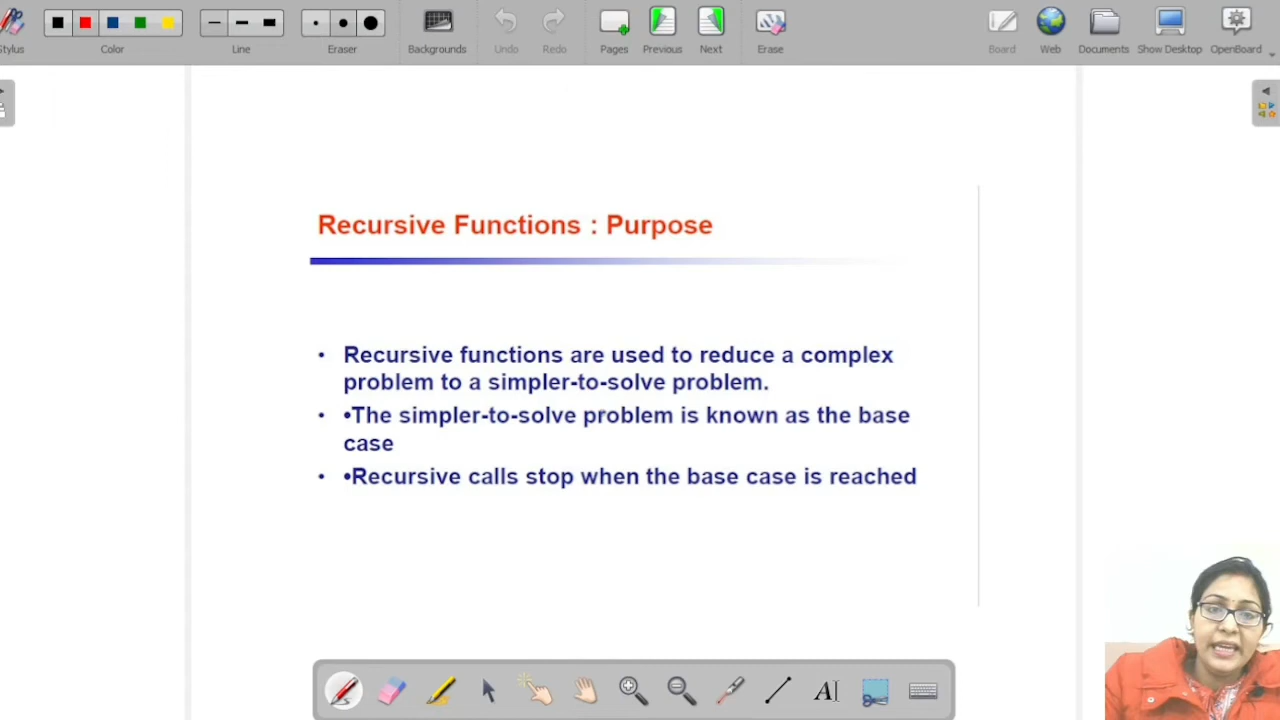 Stylus
Color
Line
Eraser
Backgrounds
Undo
Redo
Pages
Previous
Next
Erase
Board
Web
Documents
Show Desktop
OpenBoard
Recursive Functions : Purpose
• Recursive functions are used to reduce a complex
problem to a simpler-to-solve problem.
• •The simpler-to-solve problem is known as the base
case
• •Recursive calls stop when the base case is reached
A